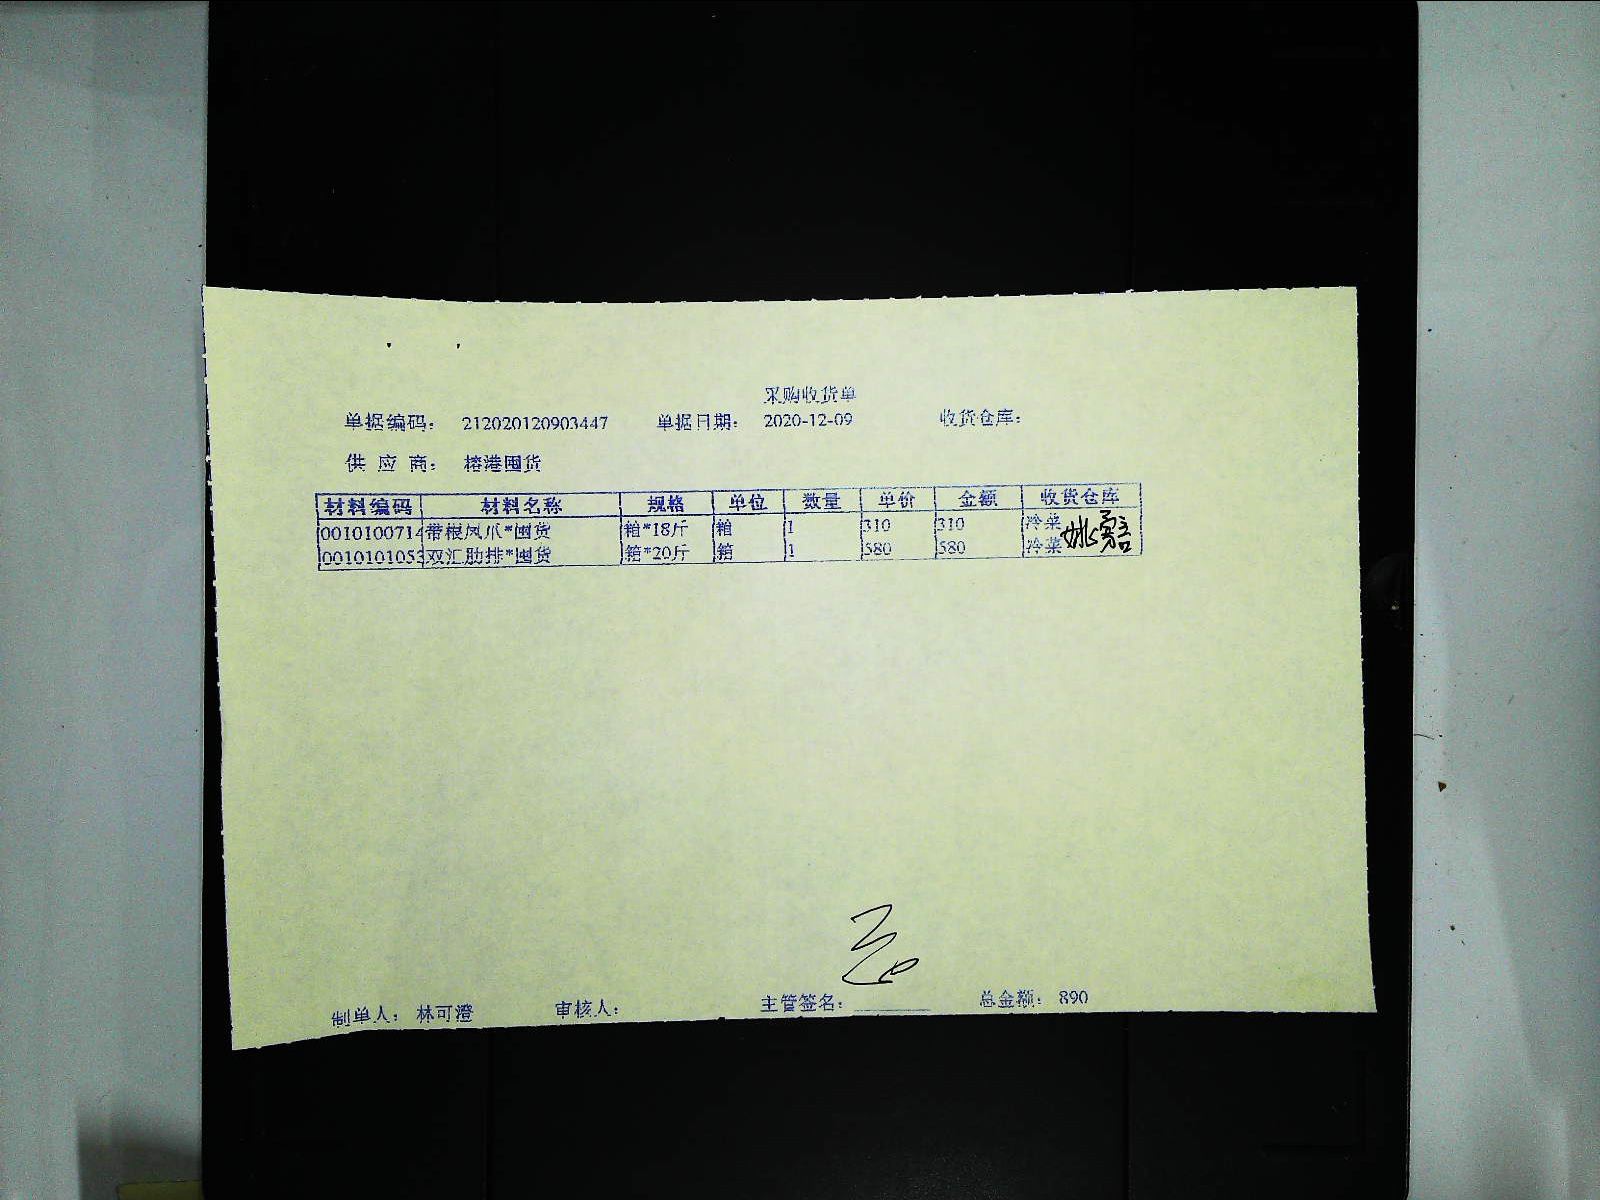 采购收货单
单据编码： 212020120903447 单据日期： 2020-12-09 收货仓库：
供 应 商： 榕港囤货
材料编码 材料名称 规格 单位 数量 单价 金额 收货仓库
0010100714 带根凤爪*囤货 箱*18斤 箱 1 310 310 冷菜
0010101053 双汇肋排*囤货 箱*20斤 箱 1 580 580 冷菜
制单人： 林可澄 审核人： 主管签名： 总金额： 890